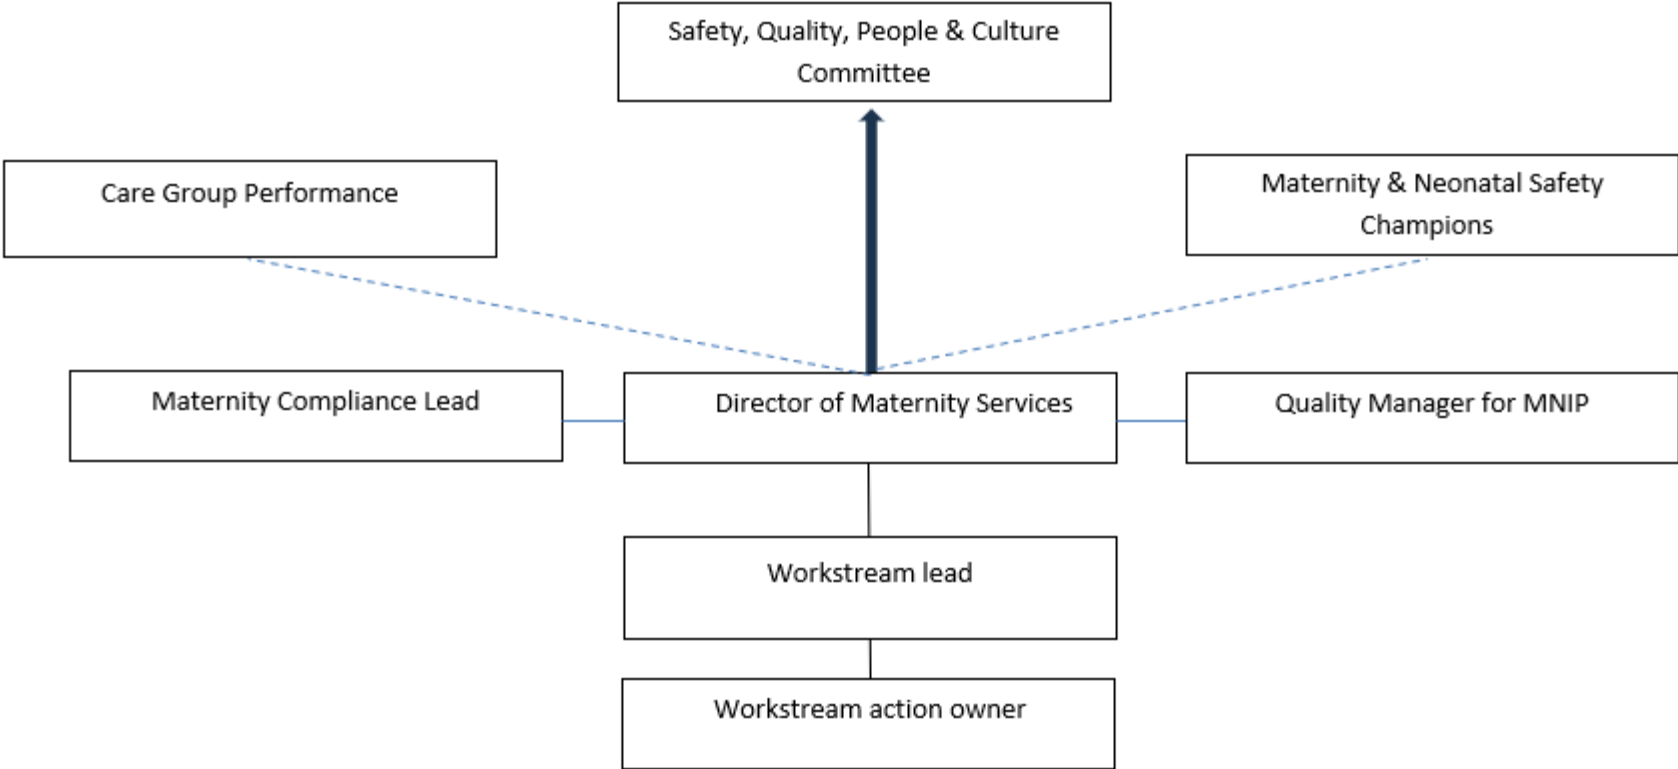 Safety, Quality, People & Culture
Committee
Care Group Performance
Maternity & Neonatal Safety
Champions
Maternity Compliance Lead
Director of Maternity Services
Quality Manager for MNIP
Workstream lead
Workstream action owner